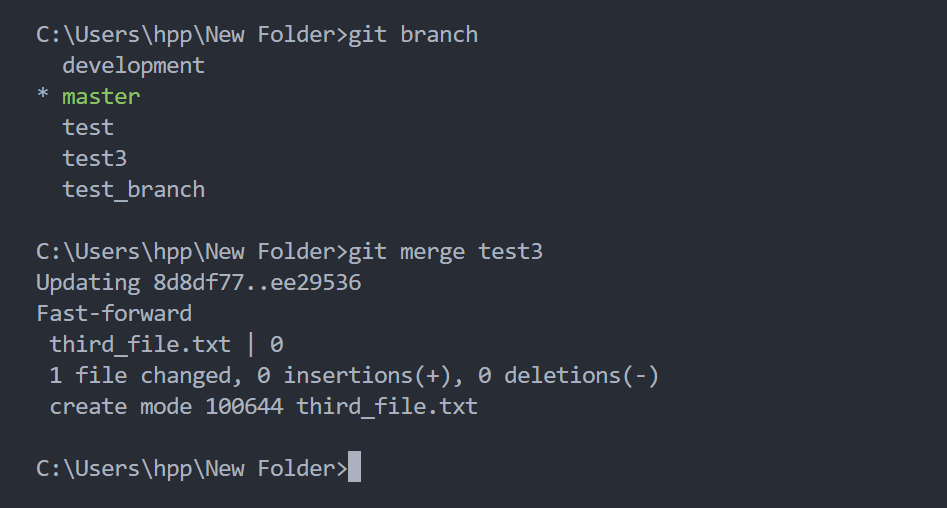 C:\Users\hpp\New Folder>git branch
  development
* master
  test
  test3
  test_branch

C:\Users\hpp\New Folder>git merge test3
Updating 8d8df77..ee29536
Fast-forward
 third_file.txt | 0
 1 file changed, 0 insertions(+), 0 deletions(-)
 create mode 100644 third_file.txt

C:\Users\hpp\New Folder>